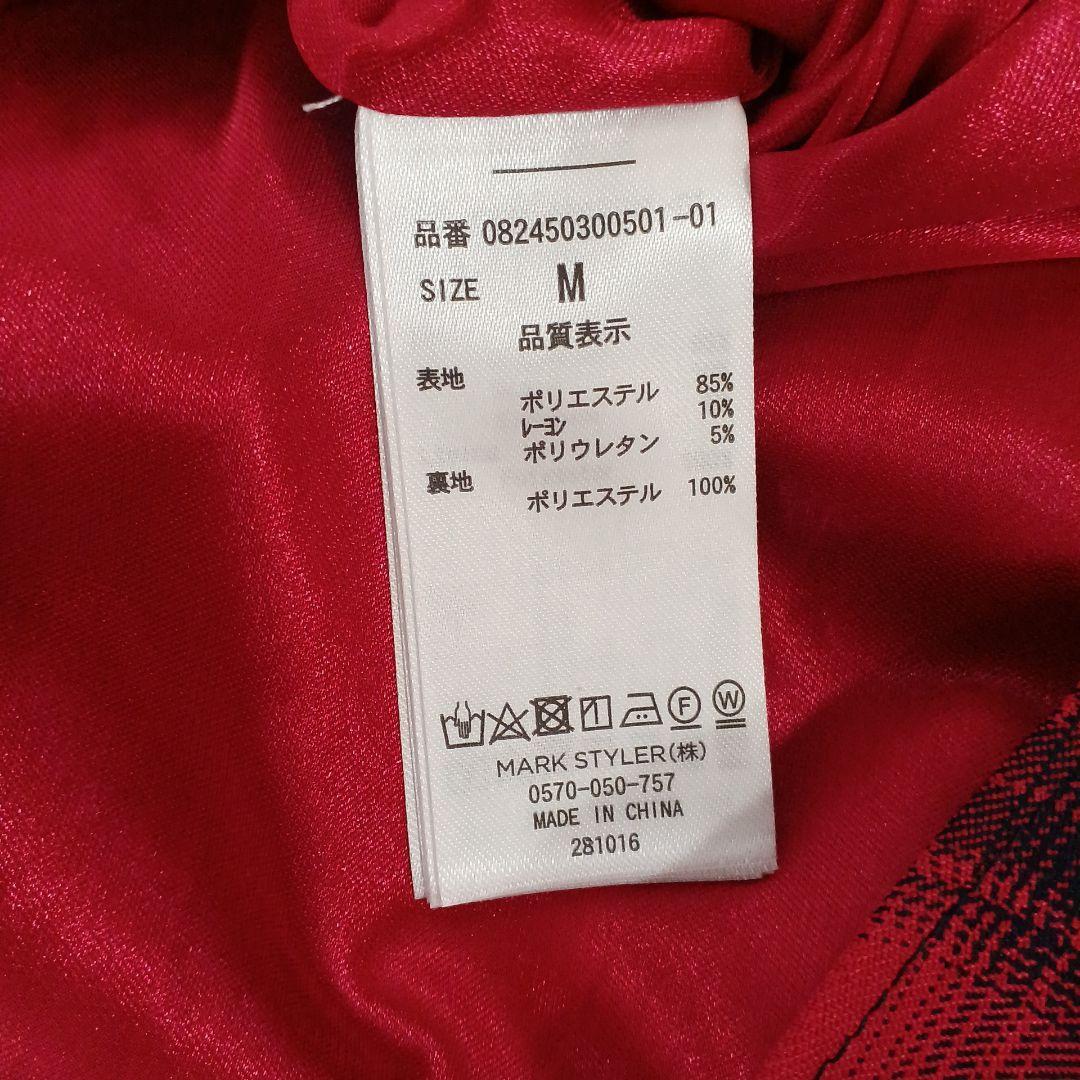 品番 082450300501-01
SIZE M
品質表示
表地
ポリエステル 85%
レーヨン 10%
ポリウレタン 5%
裏地
ポリエステル 100%
F W
MARK STYLER(株)
0570-050-757
MADE IN CHINA
281016